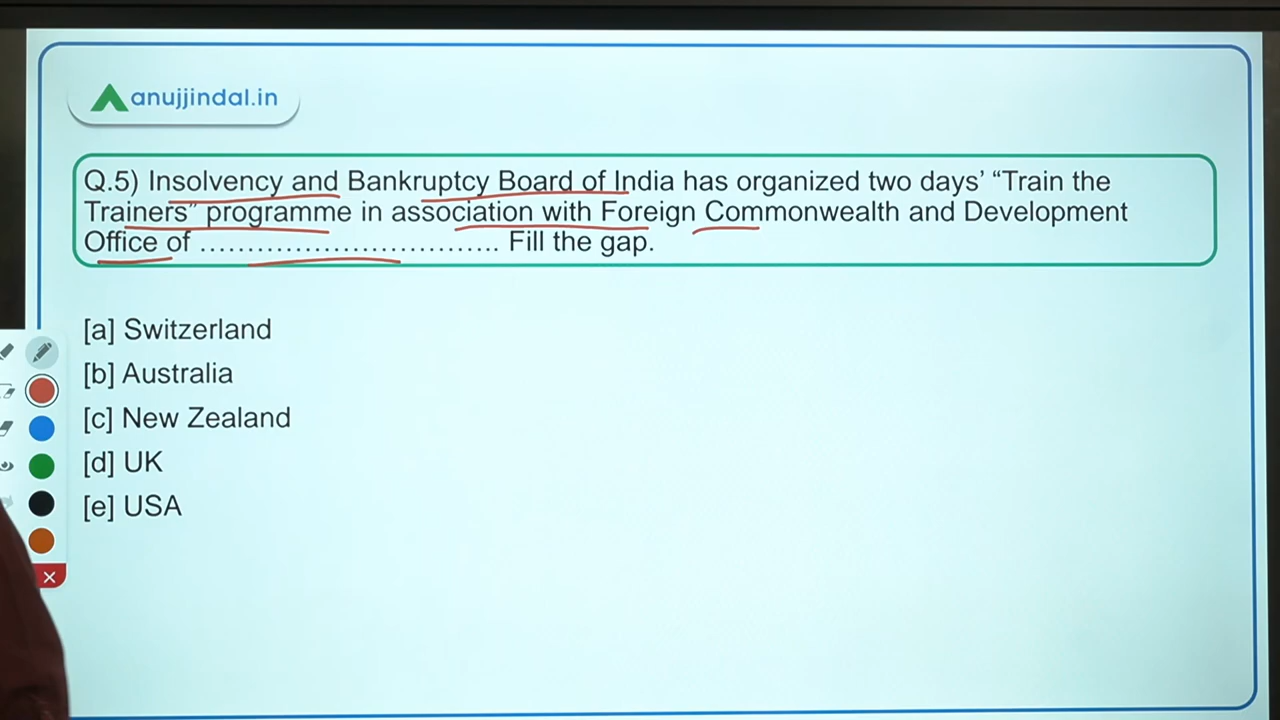 anujjindal.in
Q.5) Insolvency and Bankruptcy Board of India has organized two days’ “Train the
Trainers” programme in association with Foreign Commonwealth and Development
Office of ................................. Fill the gap.
[a] Switzerland
[b] Australia
[c] New Zealand
[d] UK
[e] USA